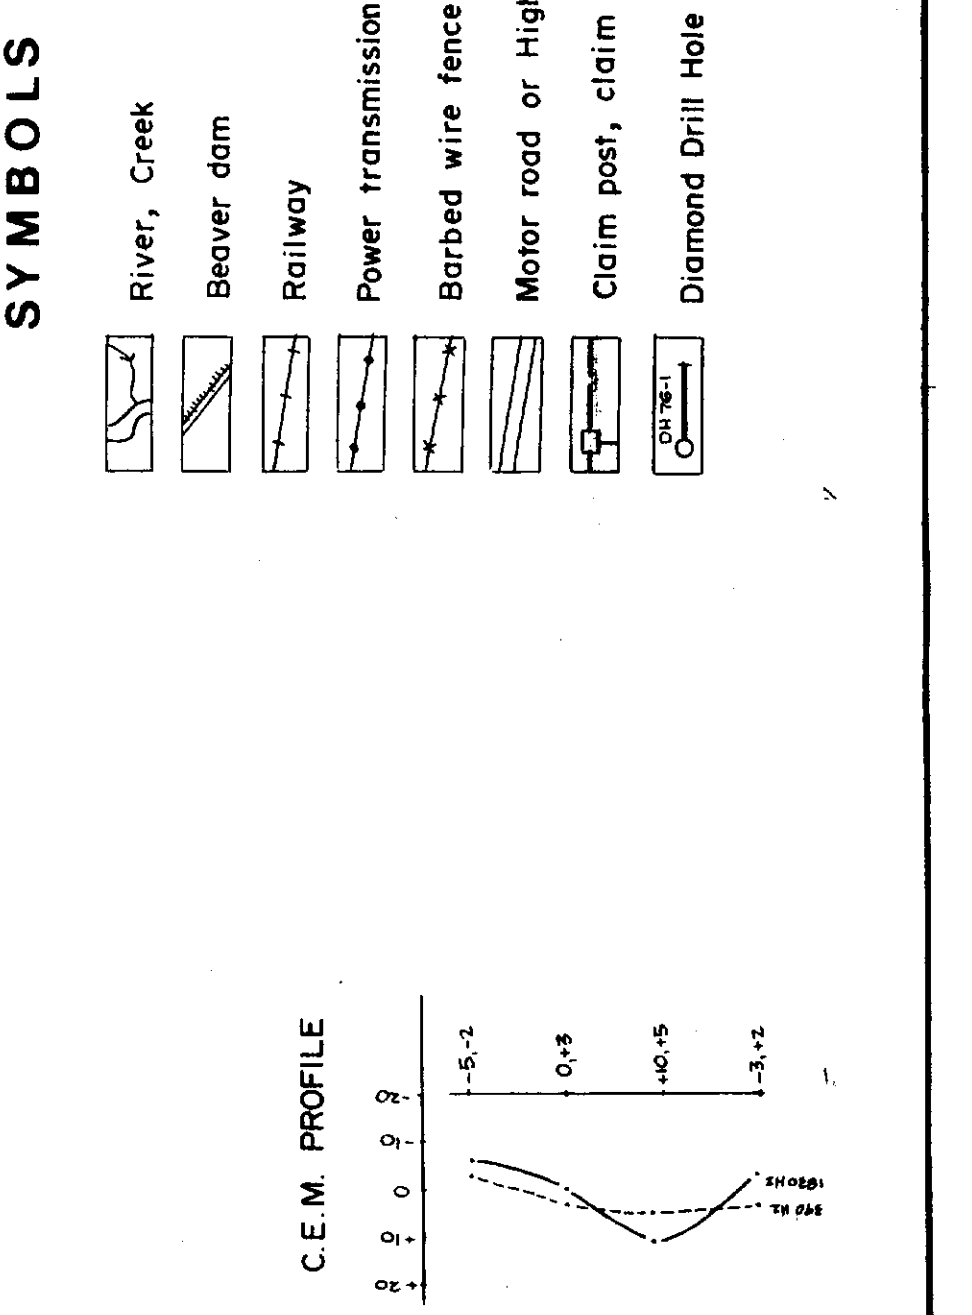 SYMBOLS
River, Creek
Beaver dam
Railway
Power transmission
Barbed wire fence
Motor road or High
Claim post, claim
DH 76-1
Diamond Drill Hole
C.E.M. PROFILE
-20
-10
0
+10
+20
-5,-2
0,+3
+10,+5
-3,+2
1820HZ
390 HZ